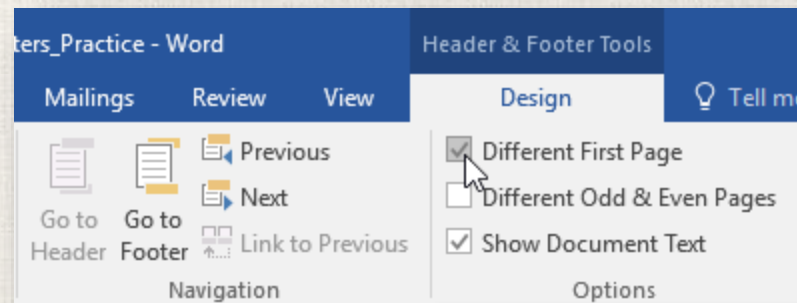 ters_Practice - Word
Header & Footer Tools
Mailings Review View Design Tell
Previous
Next
Link to Previous
Go to Header
Go to Footer
Navigation
Different First Page
Different Odd & Even Pages
Show Document Text
Options